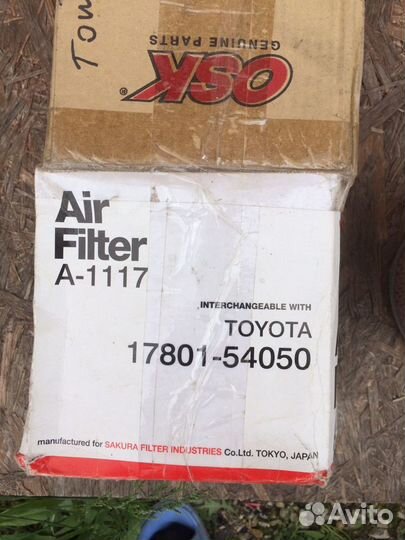 Том
OSK®
GENUINE PARTS
Air
Filter
A-1117
INTERCHANGEABLE WITH
TOYOTA
17801-54050
manufactured for SAKURA FILTER INDUSTRIES Co.Ltd. TOKYO, JAPAN
Avito